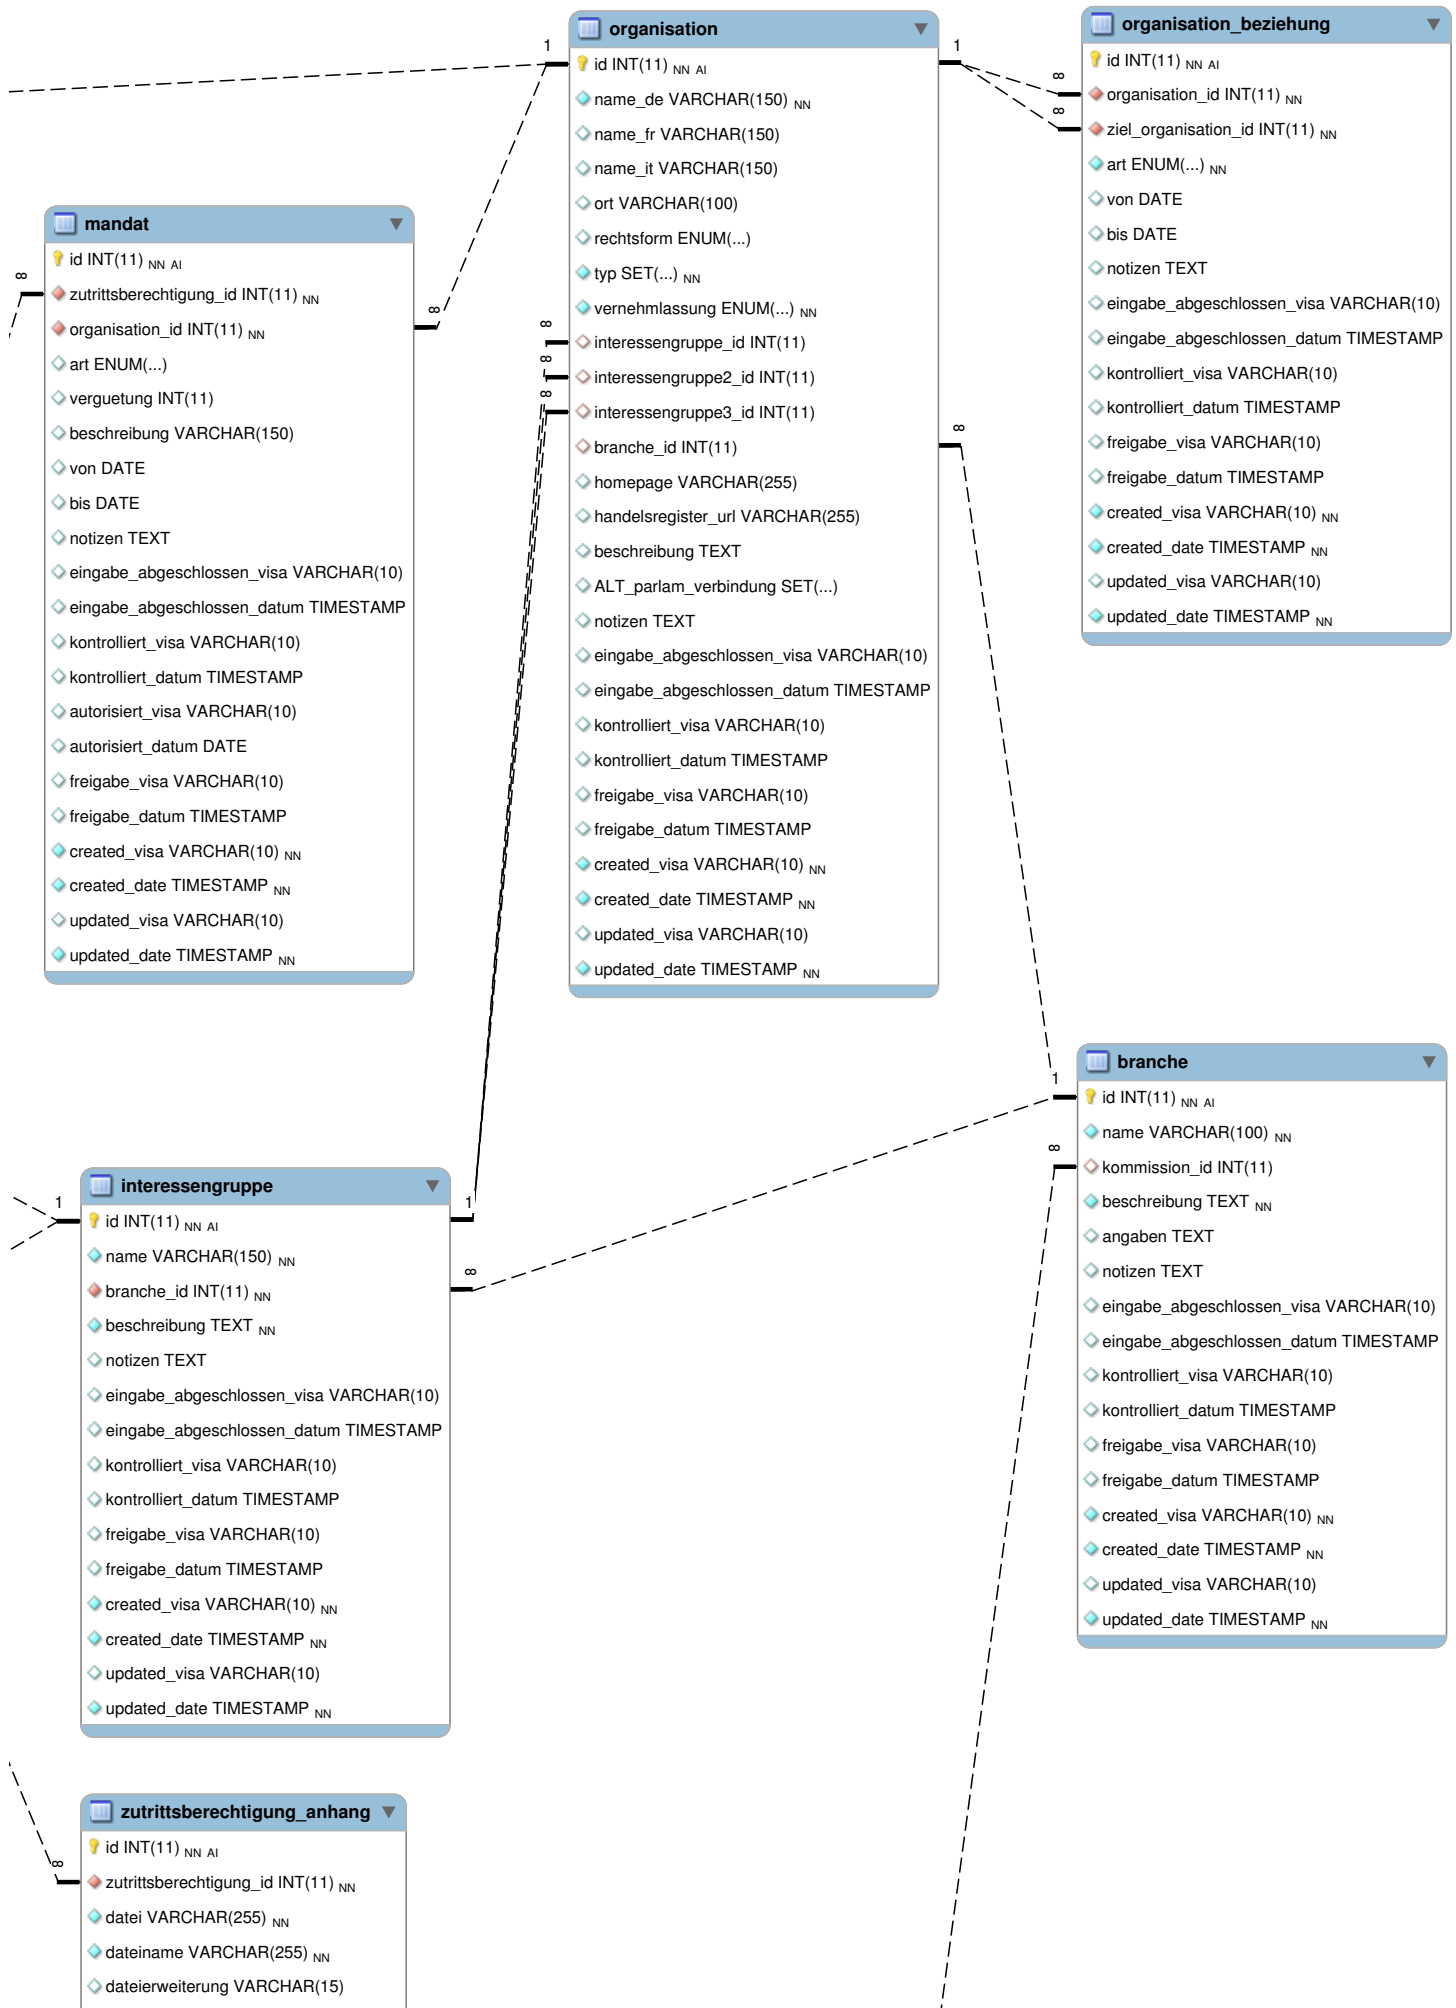 organisation
1
id INT(11) NN AI
name_de VARCHAR(150) NN
name_fr VARCHAR(150)
name_it VARCHAR(150)
ort VARCHAR(100)
rechtsform ENUM(...)
typ SET(...) NN
vernehmlassung ENUM(...) NN
∞ interessengruppe_id INT(11)
∞ interessengruppe2_id INT(11)
∞ interessengruppe3_id INT(11)
branche_id INT(11) ∞
homepage VARCHAR(255)
handelsregister_url VARCHAR(255)
beschreibung TEXT
ALT_parlam_verbindung SET(...)
notizen TEXT
eingabe_abgeschlossen_visa VARCHAR(10)
eingabe_abgeschlossen_datum TIMESTAMP
kontrolliert_visa VARCHAR(10)
kontrolliert_datum TIMESTAMP
freigabe_visa VARCHAR(10)
freigabe_datum TIMESTAMP
created_visa VARCHAR(10) NN
created_date TIMESTAMP NN
updated_visa VARCHAR(10)
updated_date TIMESTAMP NN
organisation_beziehung
1
id INT(11) NN AI
∞ organisation_id INT(11) NN
∞ ziel_organisation_id INT(11) NN
art ENUM(...) NN
von DATE
bis DATE
notizen TEXT
eingabe_abgeschlossen_visa VARCHAR(10)
eingabe_abgeschlossen_datum TIMESTAMP
kontrolliert_visa VARCHAR(10)
kontrolliert_datum TIMESTAMP
freigabe_visa VARCHAR(10)
freigabe_datum TIMESTAMP
created_visa VARCHAR(10) NN
created_date TIMESTAMP NN
updated_visa VARCHAR(10)
updated_date TIMESTAMP NN
mandat
id INT(11) NN AI
∞ zutrittsberechtigung_id INT(11) NN
organisation_id INT(11) NN ∞
art ENUM(...)
verguetung INT(11)
beschreibung VARCHAR(150)
von DATE
bis DATE
notizen TEXT
eingabe_abgeschlossen_visa VARCHAR(10)
eingabe_abgeschlossen_datum TIMESTAMP
kontrolliert_visa VARCHAR(10)
kontrolliert_datum TIMESTAMP
autorisiert_visa VARCHAR(10)
autorisiert_datum DATE
freigabe_visa VARCHAR(10)
freigabe_datum TIMESTAMP
created_visa VARCHAR(10) NN
created_date TIMESTAMP NN
updated_visa VARCHAR(10)
updated_date TIMESTAMP NN
branche
1 id INT(11) NN AI
name VARCHAR(100) NN
∞ kommission_id INT(11)
beschreibung TEXT NN
angaben TEXT
notizen TEXT
eingabe_abgeschlossen_visa VARCHAR(10)
eingabe_abgeschlossen_datum TIMESTAMP
kontrolliert_visa VARCHAR(10)
kontrolliert_datum TIMESTAMP
freigabe_visa VARCHAR(10)
freigabe_datum TIMESTAMP
created_visa VARCHAR(10) NN
created_date TIMESTAMP NN
updated_visa VARCHAR(10)
updated_date TIMESTAMP NN
interessengruppe
1 id INT(11) NN AI 1
name VARCHAR(150) NN
branche_id INT(11) NN ∞
beschreibung TEXT NN
notizen TEXT
eingabe_abgeschlossen_visa VARCHAR(10)
eingabe_abgeschlossen_datum TIMESTAMP
kontrolliert_visa VARCHAR(10)
kontrolliert_datum TIMESTAMP
freigabe_visa VARCHAR(10)
freigabe_datum TIMESTAMP
created_visa VARCHAR(10) NN
created_date TIMESTAMP NN
updated_visa VARCHAR(10)
updated_date TIMESTAMP NN
zutrittsberechtigung_anhang
id INT(11) NN AI
∞ zutrittsberechtigung_id INT(11) NN
datei VARCHAR(255) NN
dateiname VARCHAR(255) NN
dateierweiterung VARCHAR(15)